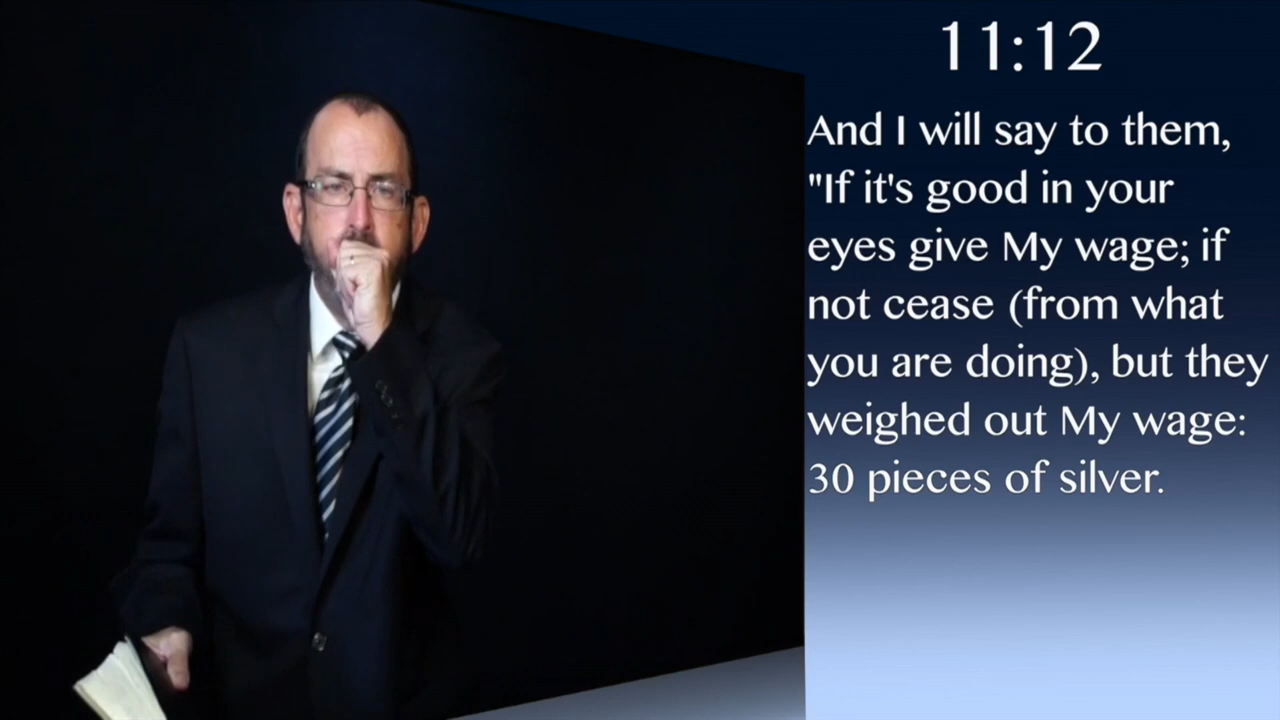 11:12
And I will say to them,
"If it's good in your
eyes give My wage; if
not cease (from what
you are doing), but they
weighed out My wage:
30 pieces of silver.